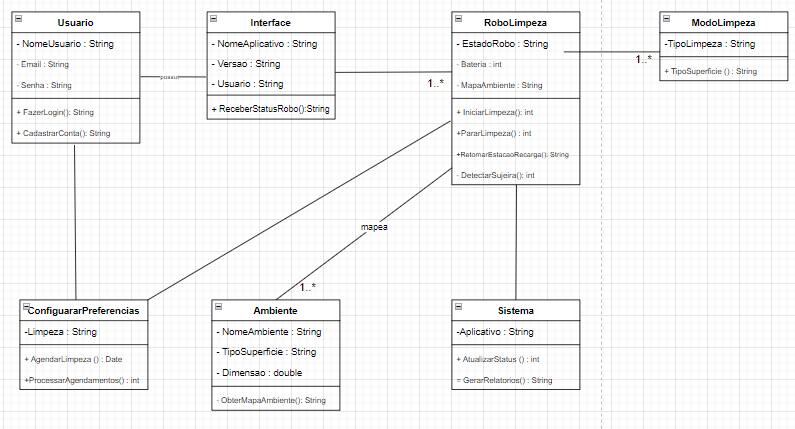 Usuario
- NomeUsuario : String
- Email : String
- Senha : String
+ FazerLogin(): String
+ CadastrarConta(): String
possui
Interface
- NomeAplicativo : String
- Versao : String
- Usuario : String
+ ReceberStatusRobo():String
1..*
RoboLimpeza
- EstadoRobo : String
- Bateria : int
- MapaAmbiente : String
+ IniciarLimpeza(): int
+PararLimpeza() : int
+RetornarEstacaoRecarga(): String
- DetectarSujeira(): int
1..*
ModoLimpeza
-TipoLimpeza : String
+ TipoSuperficie () : String
mapea
1..*
ConfiguararPreferencias
-Limpeza : String
+ AgendarLimpeza () : Date
+ProcessarAgendamentos() : int
Ambiente
- NomeAmbiente : String
- TipoSuperficie : String
- Dimensao : double
- ObterMapaAmbiente(): String
Sistema
-Aplicativo : String
+ AtualizarStatus () : int
= GerarRelatorios() : String